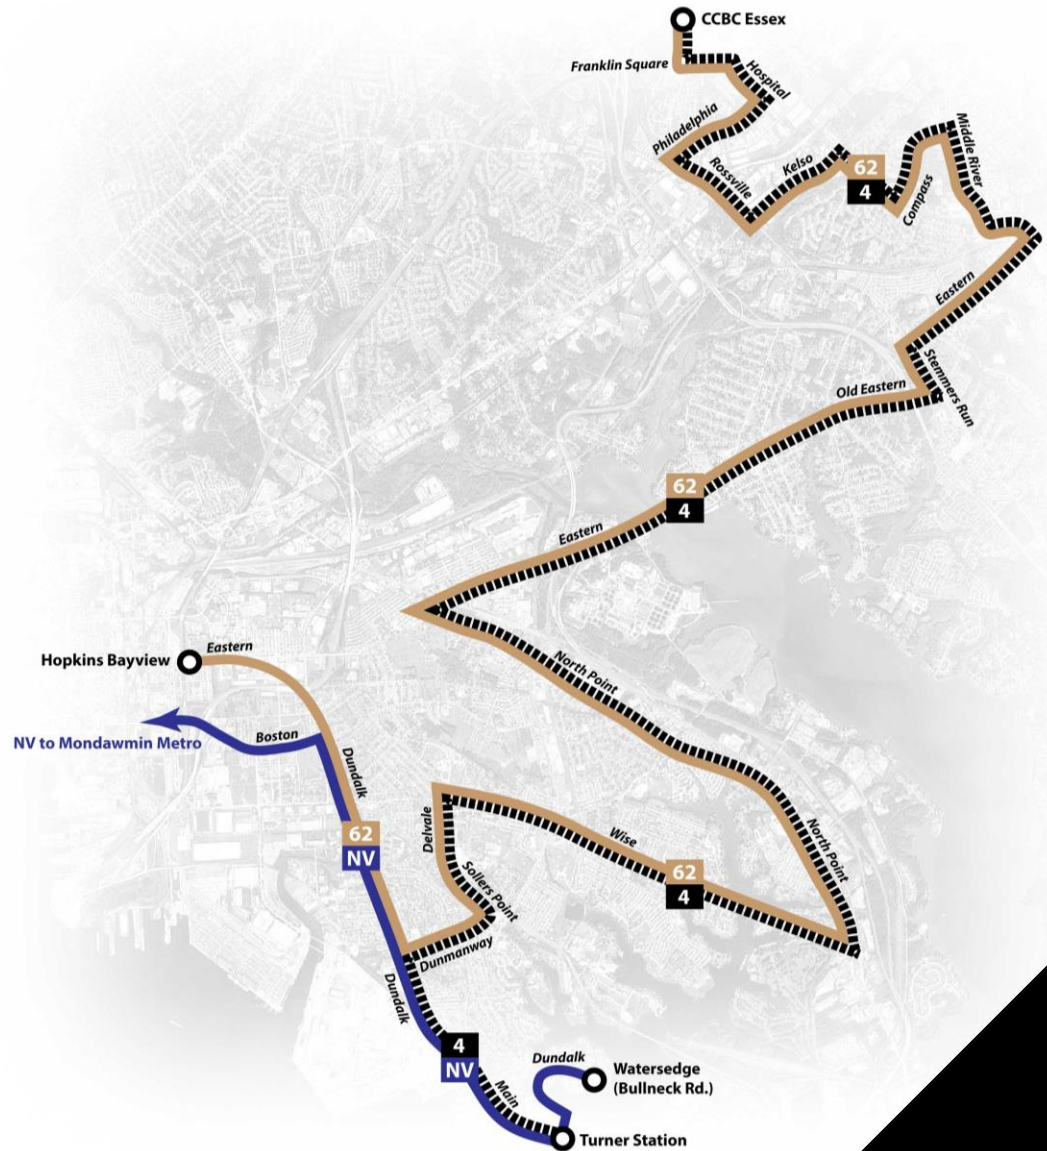 CCBC Essex
Franklin Square
Hospital
Philadelphia
Rossville
Kelso
62
4
Compass
Middle River
Eastern
Stemmers Run
Old Eastern
62
4
Eastern
North Point
North Point
Hopkins Bayview
Eastern
NV to Mondawmin Metro
Boston
Dundalk
62
NV
Delvale
Sollers Point
Wise
62
4
Dunmanway
Dundalk
4
NV
Main
Dundalk
Watersedge
(Bullneck Rd.)
Turner Station